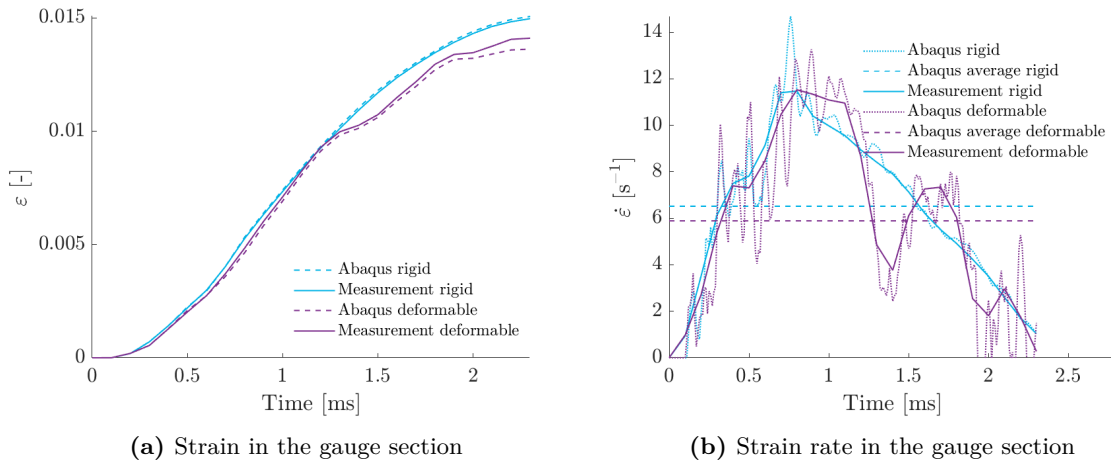 0.015
0.01
0.005
0
ε [-]
0
0.5
1
1.5
2
Time [ms]
Abaqus rigid
Measurement rigid
Abaqus deformable
Measurement deformable
(a) Strain in the gauge section
14
12
10
8
6
4
2
0
ε̇ [s⁻¹]
0
0.5
1
1.5
2
2.5
Time [ms]
Abaqus rigid
Abaqus average rigid
Measurement rigid
Abaqus deformable
Abaqus average deformable
Measurement deformable
(b) Strain rate in the gauge section